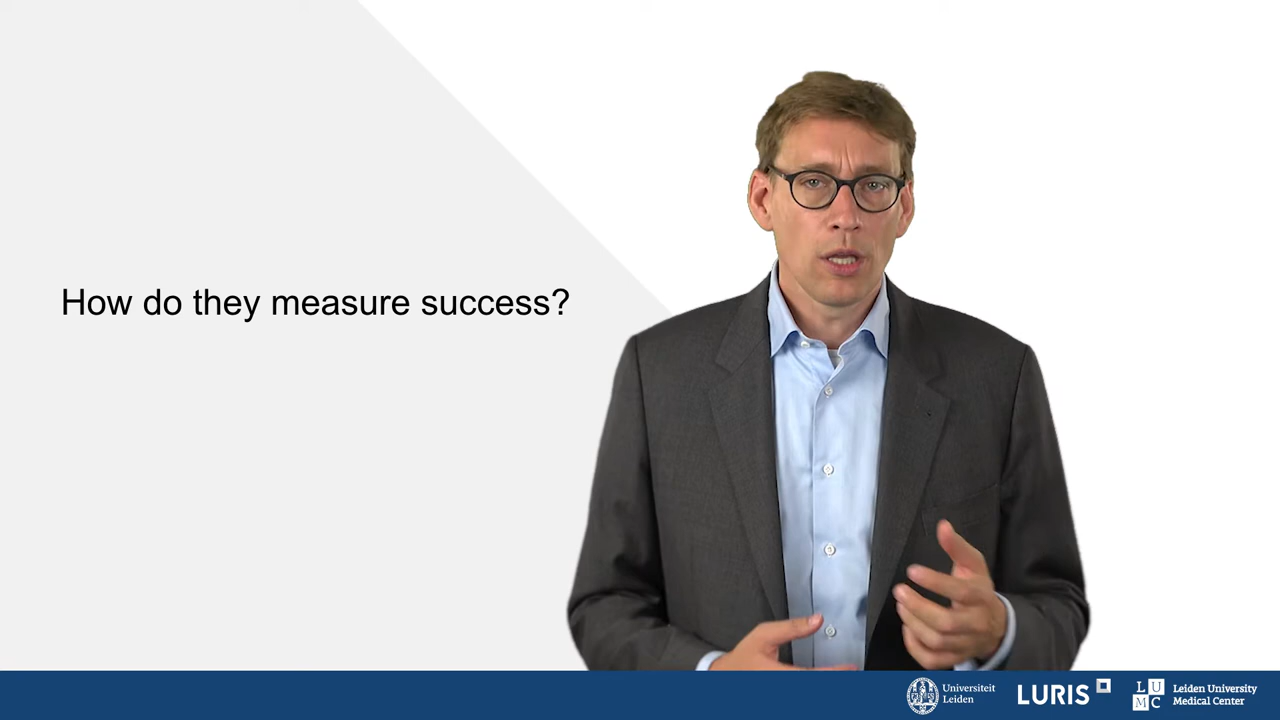 How do they measure success?
Universiteit
Leiden
LURIS
L U
M C
Leiden University
Medical Center